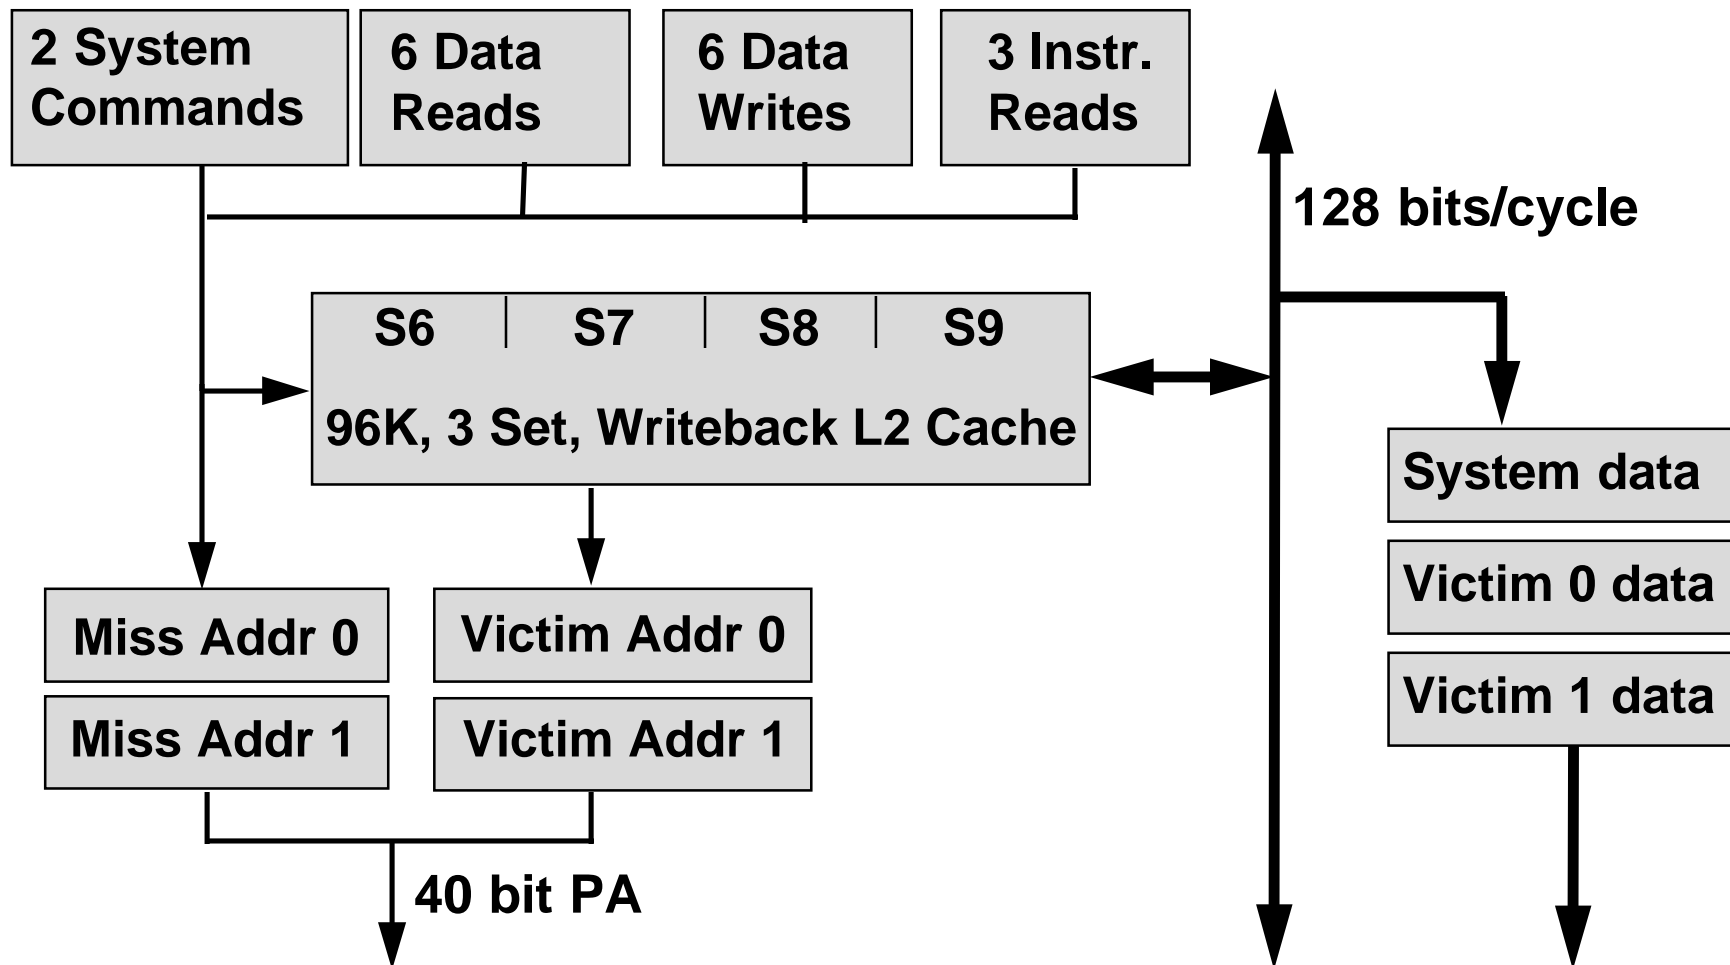 2 System
Commands
6 Data
Reads
6 Data
Writes
3 Instr.
Reads
128 bits/cycle
S6 S7 S8 S9
96K, 3 Set, Writeback L2 Cache
System data
Victim 0 data
Victim 1 data
Miss Addr 0
Victim Addr 0
Miss Addr 1
Victim Addr 1
40 bit PA